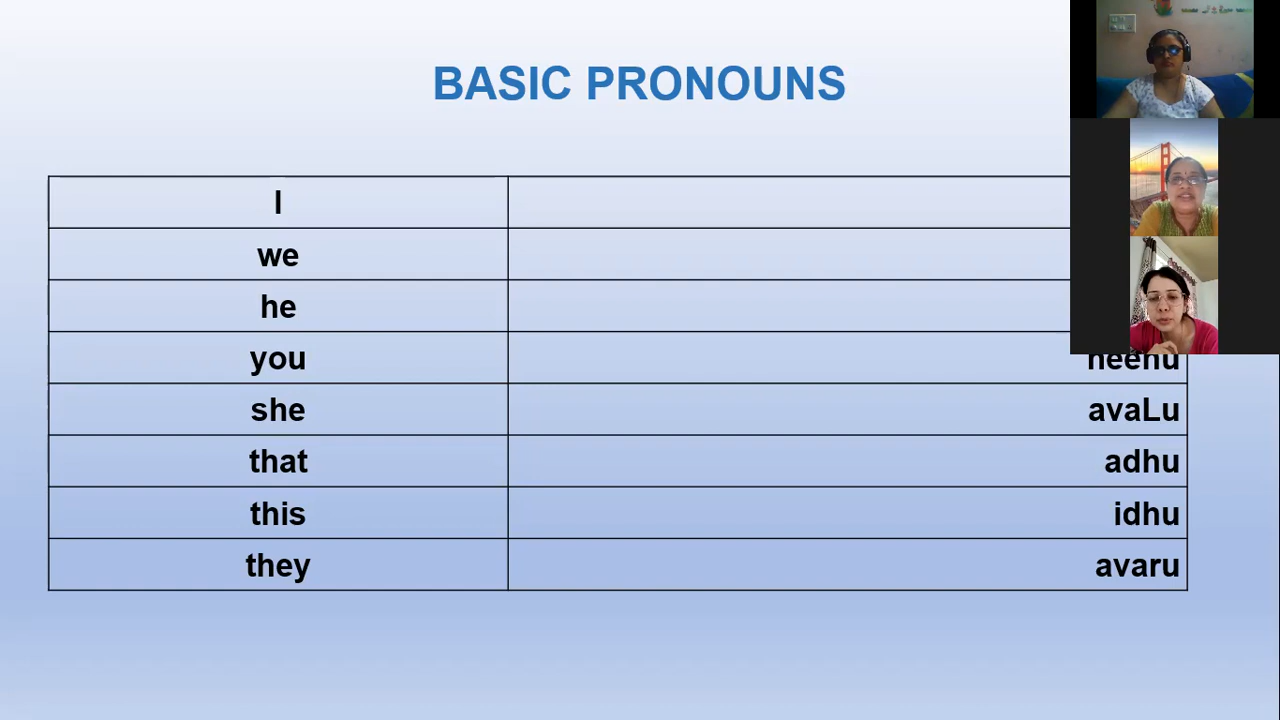 BASIC PRONOUNS
I
we
he
you neenu
she avaLu
that adhu
this idhu
they avaru